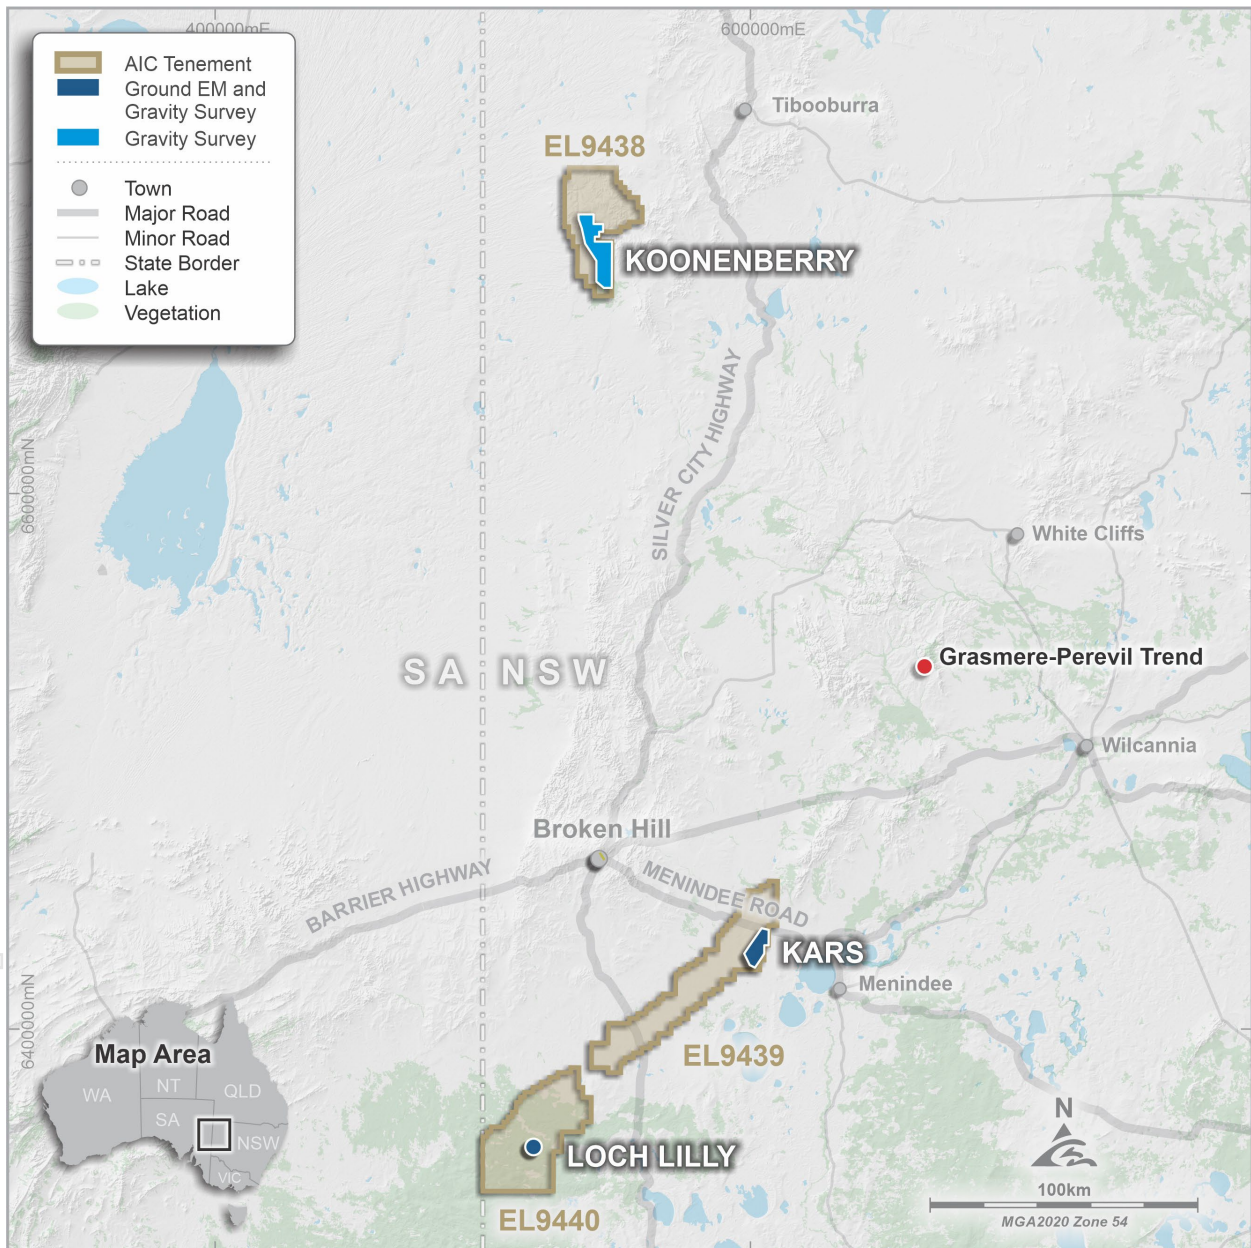 400000mE
600000mE
AIC Tenement
Ground EM and
Gravity Survey
Gravity Survey
Town
Major Road
Minor Road
State Border
Lake
Vegetation
Tibooburra
EL9438
KOONENBERRY
SILVER CITY HIGHWAY
6600000mN
White Cliffs
SA NSW
Grasmere-Perevil Trend
Wilcannia
Broken Hill
BARRIER HIGHWAY
MENINDEE ROAD
KARS
Menindee
6400000mN
EL9439
Map Area
WA
NT
QLD
SA
NSW
VIC
LOCH LILLY
EL9440
N
100km
MGA2020 Zone 54